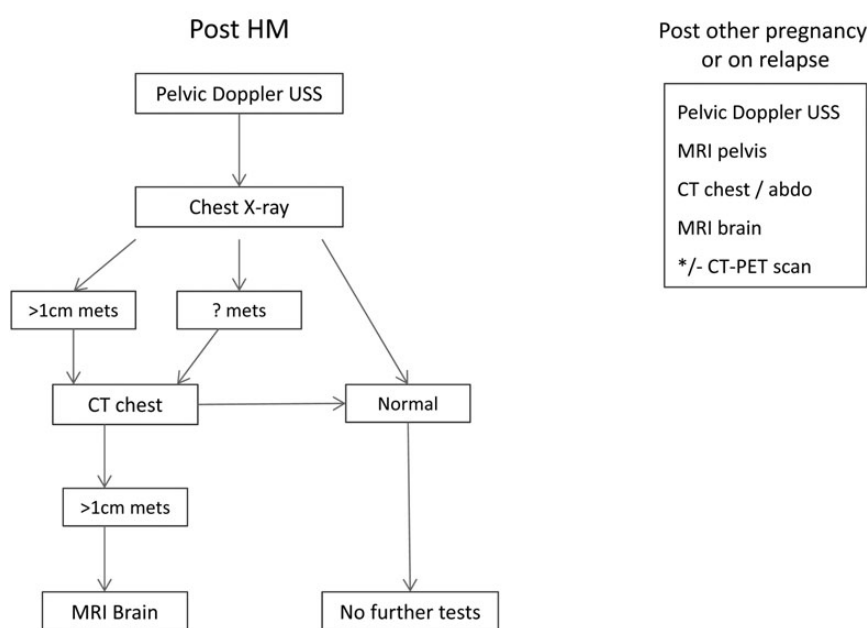 Post HM
Pelvic Doppler USS
Chest X-ray
>1cm mets
? mets
CT chest
Normal
>1cm mets
MRI Brain
No further tests
Post other pregnancy
or on relapse
Pelvic Doppler USS
MRI pelvis
CT chest / abdo
MRI brain
*/- CT-PET scan